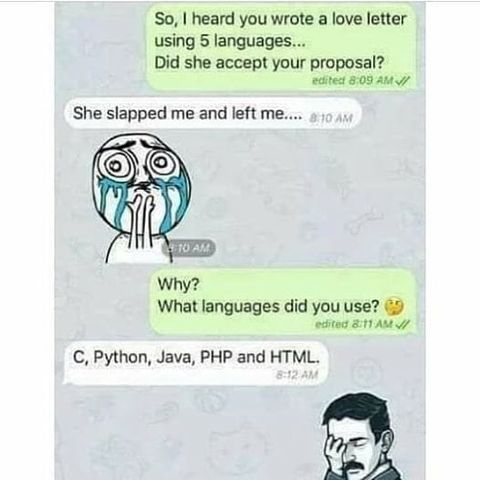 So, I heard you wrote a love letter
using 5 languages...
Did she accept your proposal?
edited 8:09 AM
She slapped me and left me.... 8:10 AM
8:10 AM
Why?
What languages did you use? 🤔
edited 8:11 AM
C, Python, Java, PHP and HTML.
8:12 AM